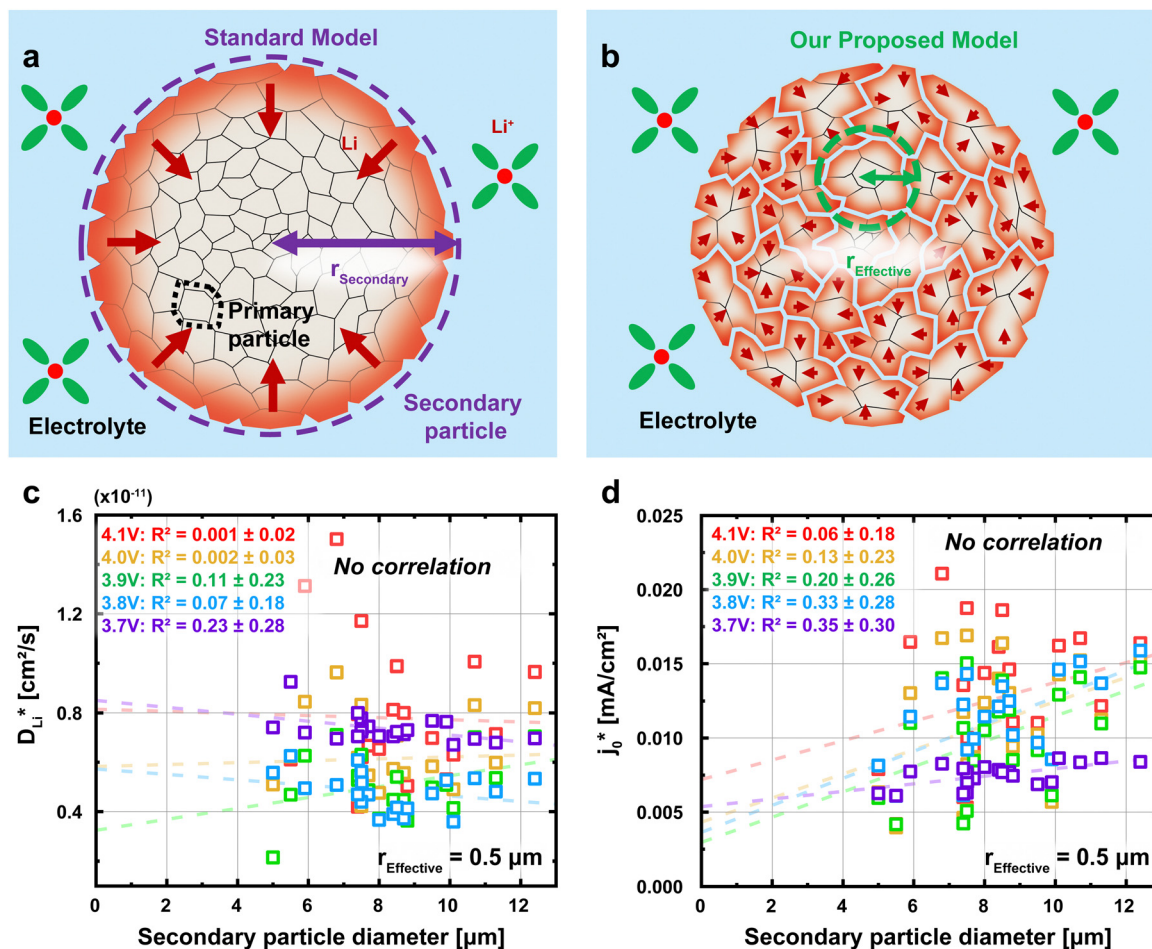 a
Standard Model
Li
Li⁺
r_Secondary
Primary
particle
Electrolyte
Secondary
particle
b
Our Proposed Model
r_Effective
Electrolyte
c
(x10⁻¹¹)
D_Li* [cm²/s]
1.6
1.2
0.8
0.4
4.1V: R² = 0.001 ± 0.02
4.0V: R² = 0.002 ± 0.03
3.9V: R² = 0.11 ± 0.23
3.8V: R² = 0.07 ± 0.18
3.7V: R² = 0.23 ± 0.28
No correlation
r_Effective = 0.5 µm
0 2 4 6 8 10 12
Secondary particle diameter [µm]
d
j₀* [mA/cm²]
0.025
0.020
0.015
0.010
0.005
0.000
4.1V: R² = 0.06 ± 0.18
4.0V: R² = 0.13 ± 0.23
3.9V: R² = 0.20 ± 0.26
3.8V: R² = 0.33 ± 0.28
3.7V: R² = 0.35 ± 0.30
No correlation
r_Effective = 0.5 µm
0 2 4 6 8 10 12
Secondary particle diameter [µm]